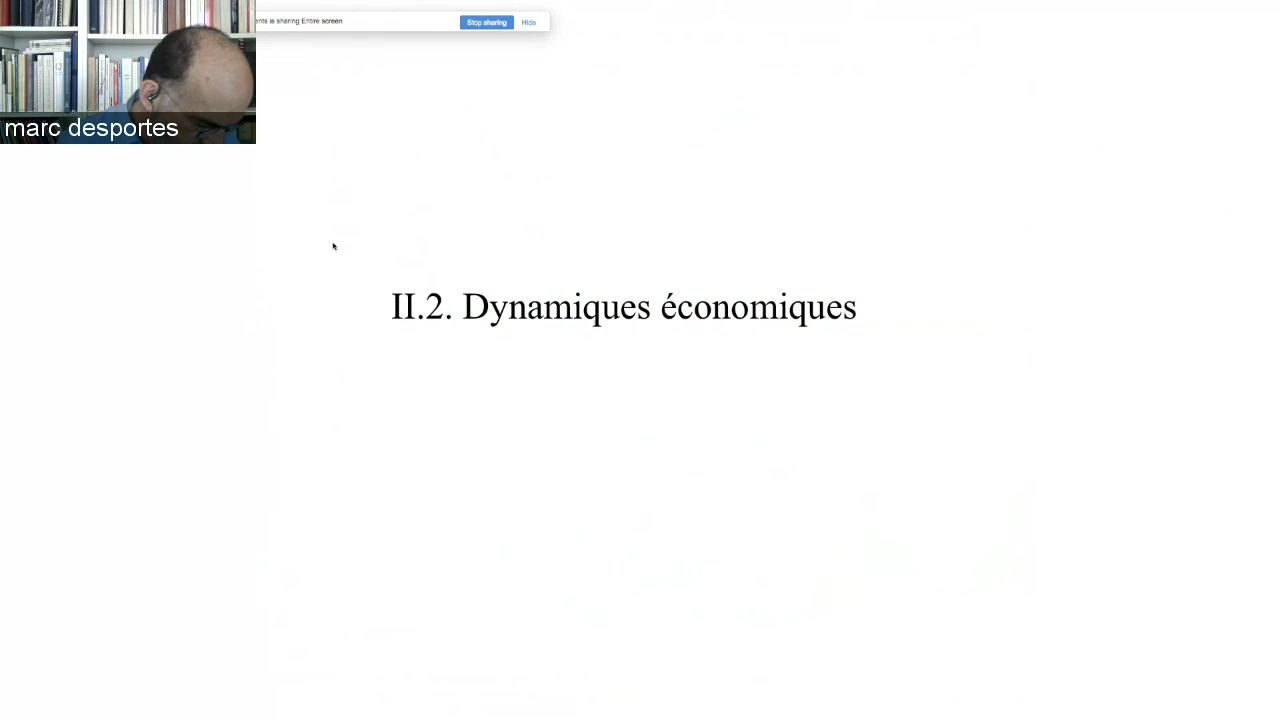 ents is sharing Entire screen
Stop sharing
Hide
marc desportes
II.2. Dynamiques économiques